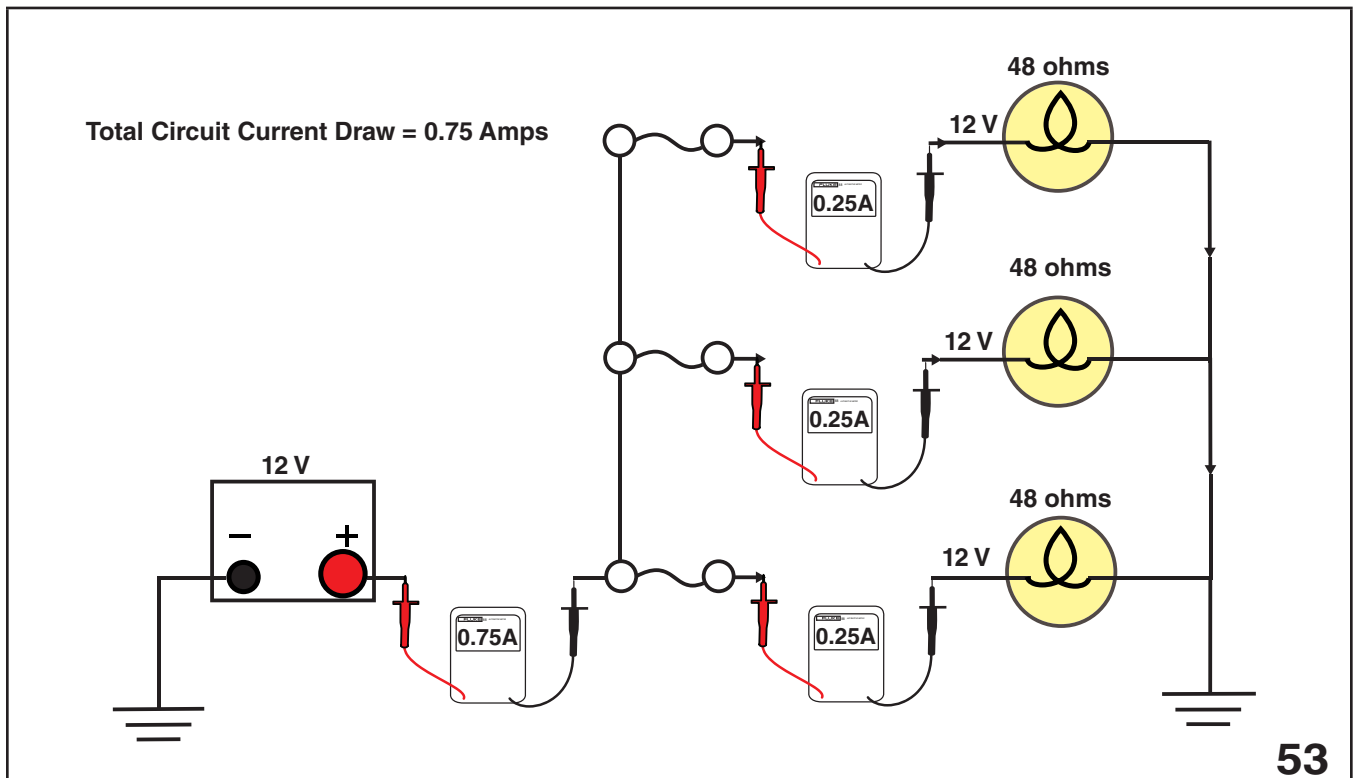 48 ohms
Total Circuit Current Draw = 0.75 Amps
12 V
0.25A
48 ohms
12 V
0.25A
12 V
48 ohms
– +
12 V
0.75A
0.25A
53